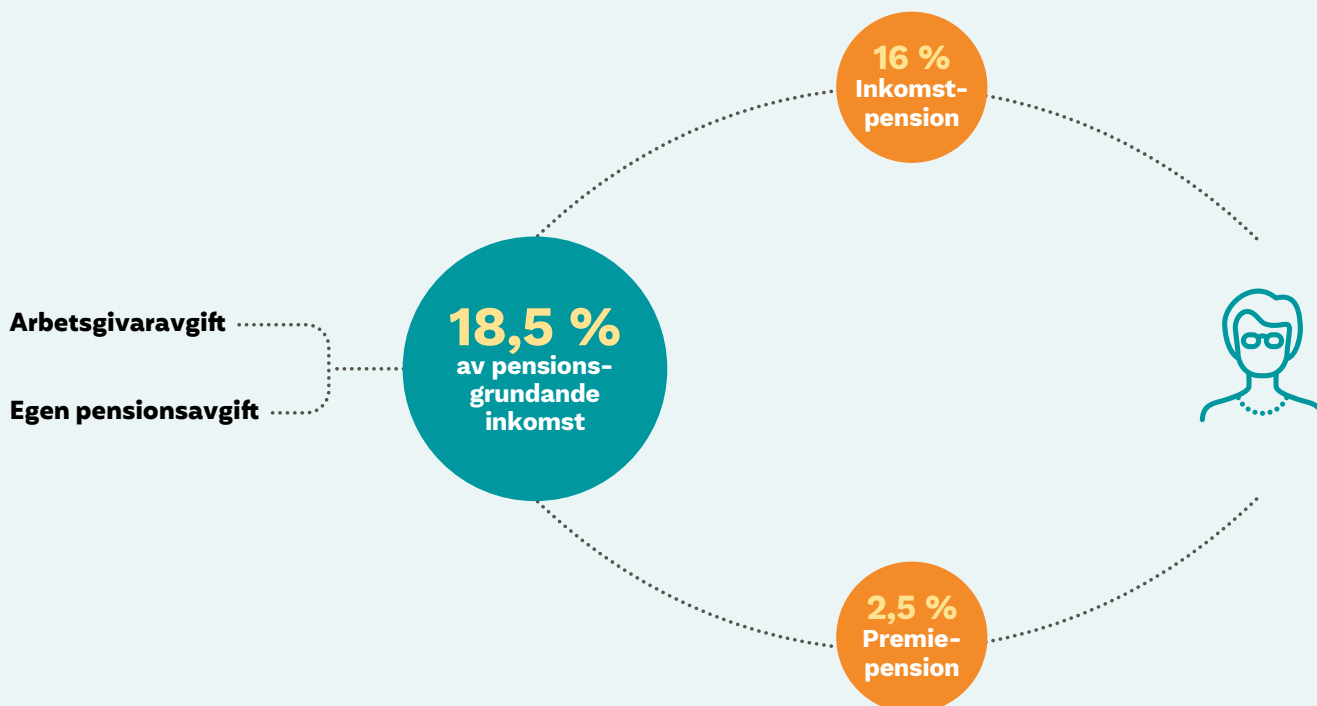 16 %
Inkomst-
pension
Arbetsgivaravgift
Egen pensionsavgift
18,5 %
av pensions-
grundande
inkomst
2,5 %
Premie-
pension